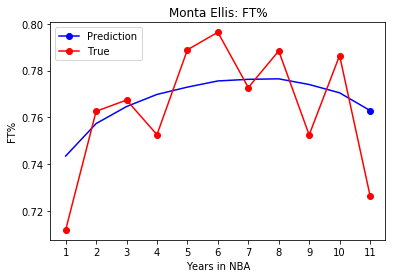 Monta Ellis: FT%
Prediction
True
0.80
0.78
0.76
0.74
0.72
FT%
1 2 3 4 5 6 7 8 9 10 11
Years in NBA